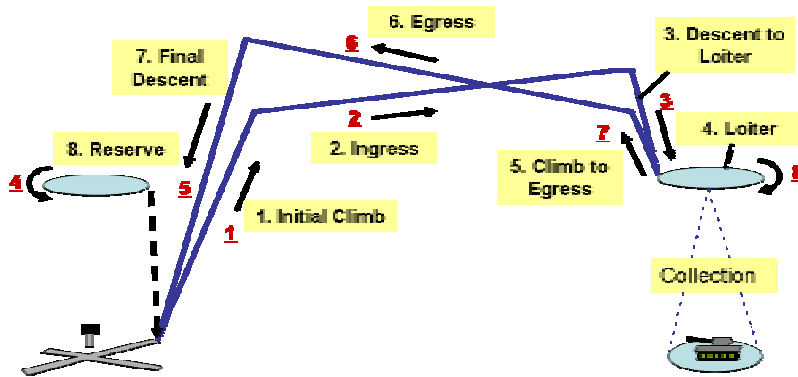 6. Egress
7. Final
Descent
6
3. Descent to
Loiter
3
2
2. Ingress
7
4. Loiter
8. Reserve
4
5
5. Climb to
Egress
1. Initial Climb
1
Collection